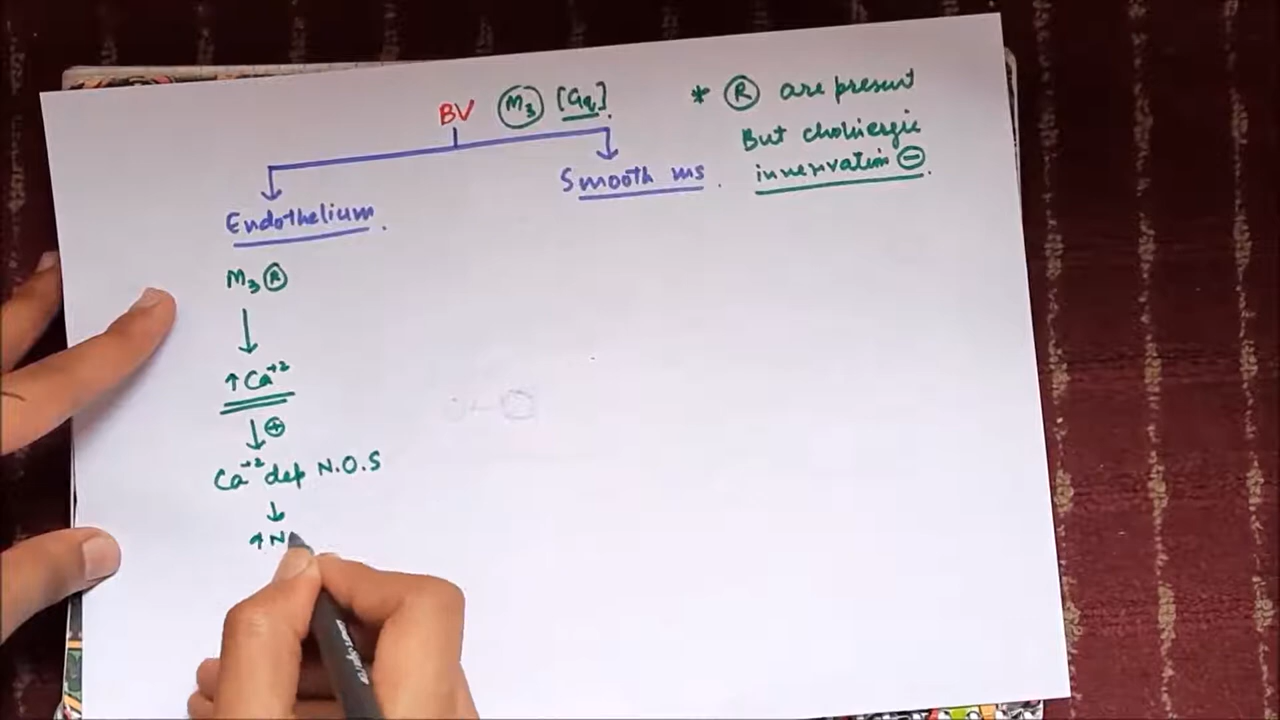 BV M3 [Gq].
* R are present
But cholinergic
innervation ⊖.
Endothelium.
Smooth ms.
M3 R
↓
↑Ca+2
↓ ⊕
Ca+2 dep N.O.S
↓
↑N